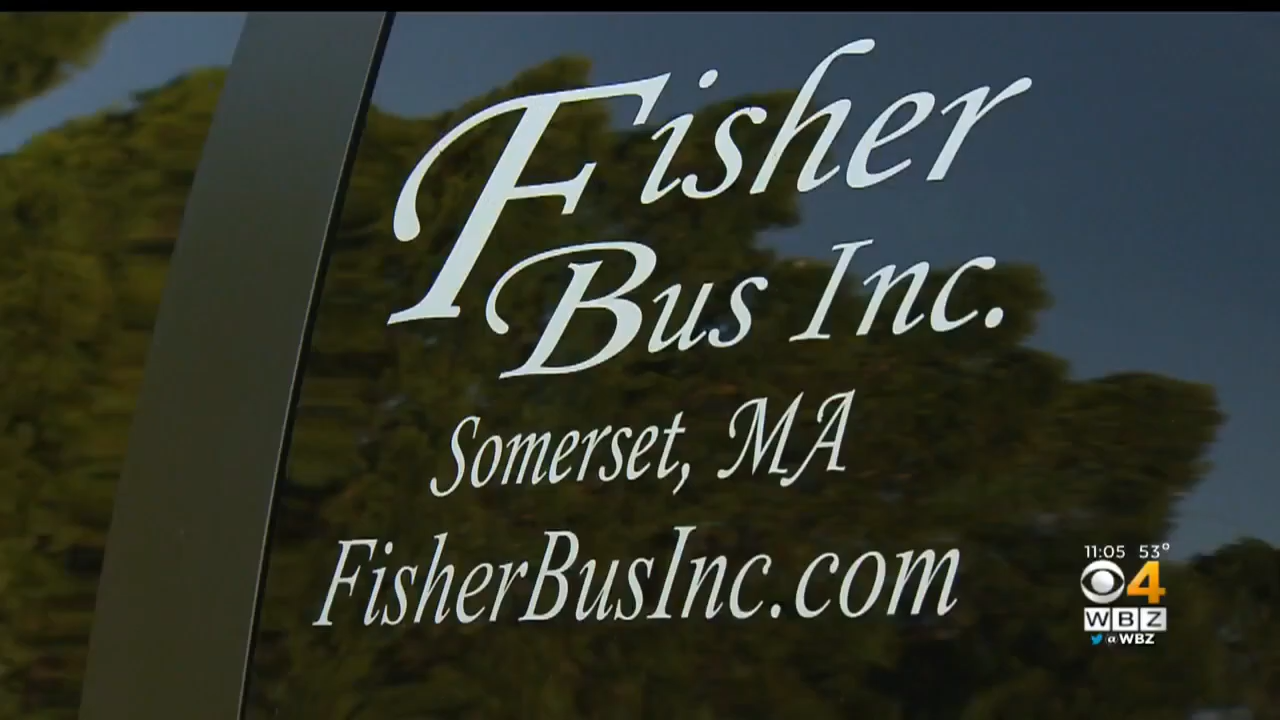 Fisher
Bus Inc.
Somerset, MA
FisherBusInc.com
11:05 53°
4
WBZ
@WBZ